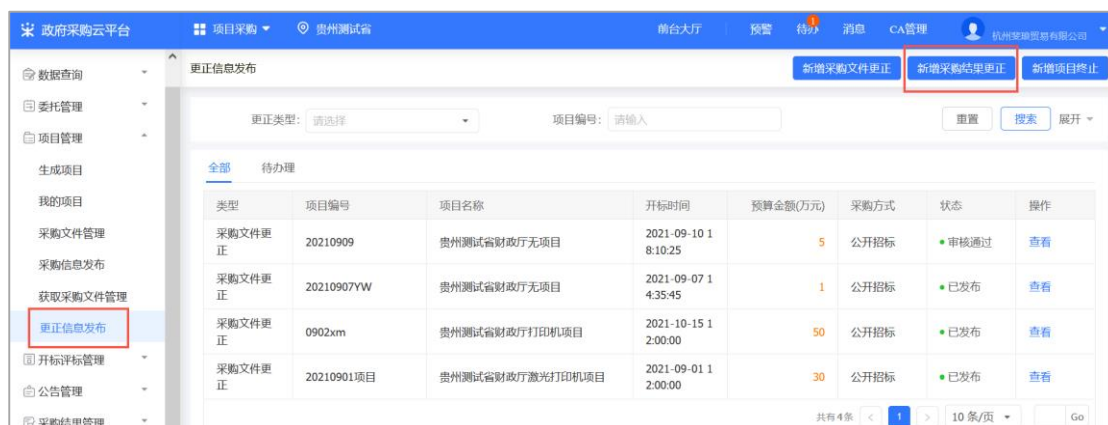 政府采购云平台 项目采购 贵州测试省 前台大厅 预警 待办 1 消息 CA管理
数据查询
委托管理
项目管理
生成项目
我的项目
采购文件管理
采购信息发布
获取采购文件管理
更正信息发布
开标评标管理
公告管理
采购结果管理
更正信息发布 新增采购文件更正 新增采购结果更正 新增项目终止
更正类型: 请选择 项目编号: 请输入 重置 搜索 展开
全部 待办理
类型 项目编号 项目名称 开标时间 预算金额(万元) 采购方式 状态 操作
采购文件更正 20210909 贵州测试省财政厅无项目 2021-09-10 18:10:25 5 公开招标 审核通过 查看
采购文件更正 20210907YW 贵州测试省财政厅无项目 2021-09-07 14:35:45 1 公开招标 已发布 查看
采购文件更正 0902xm 贵州测试省财政厅打印机项目 2021-10-15 12:00:00 50 公开招标 已发布 查看
采购文件更正 20210901项目 贵州测试省财政厅激光打印机项目 2021-09-01 12:00:00 30 公开招标 已发布 查看
共有4条 < 1 > 10 条/页 Go